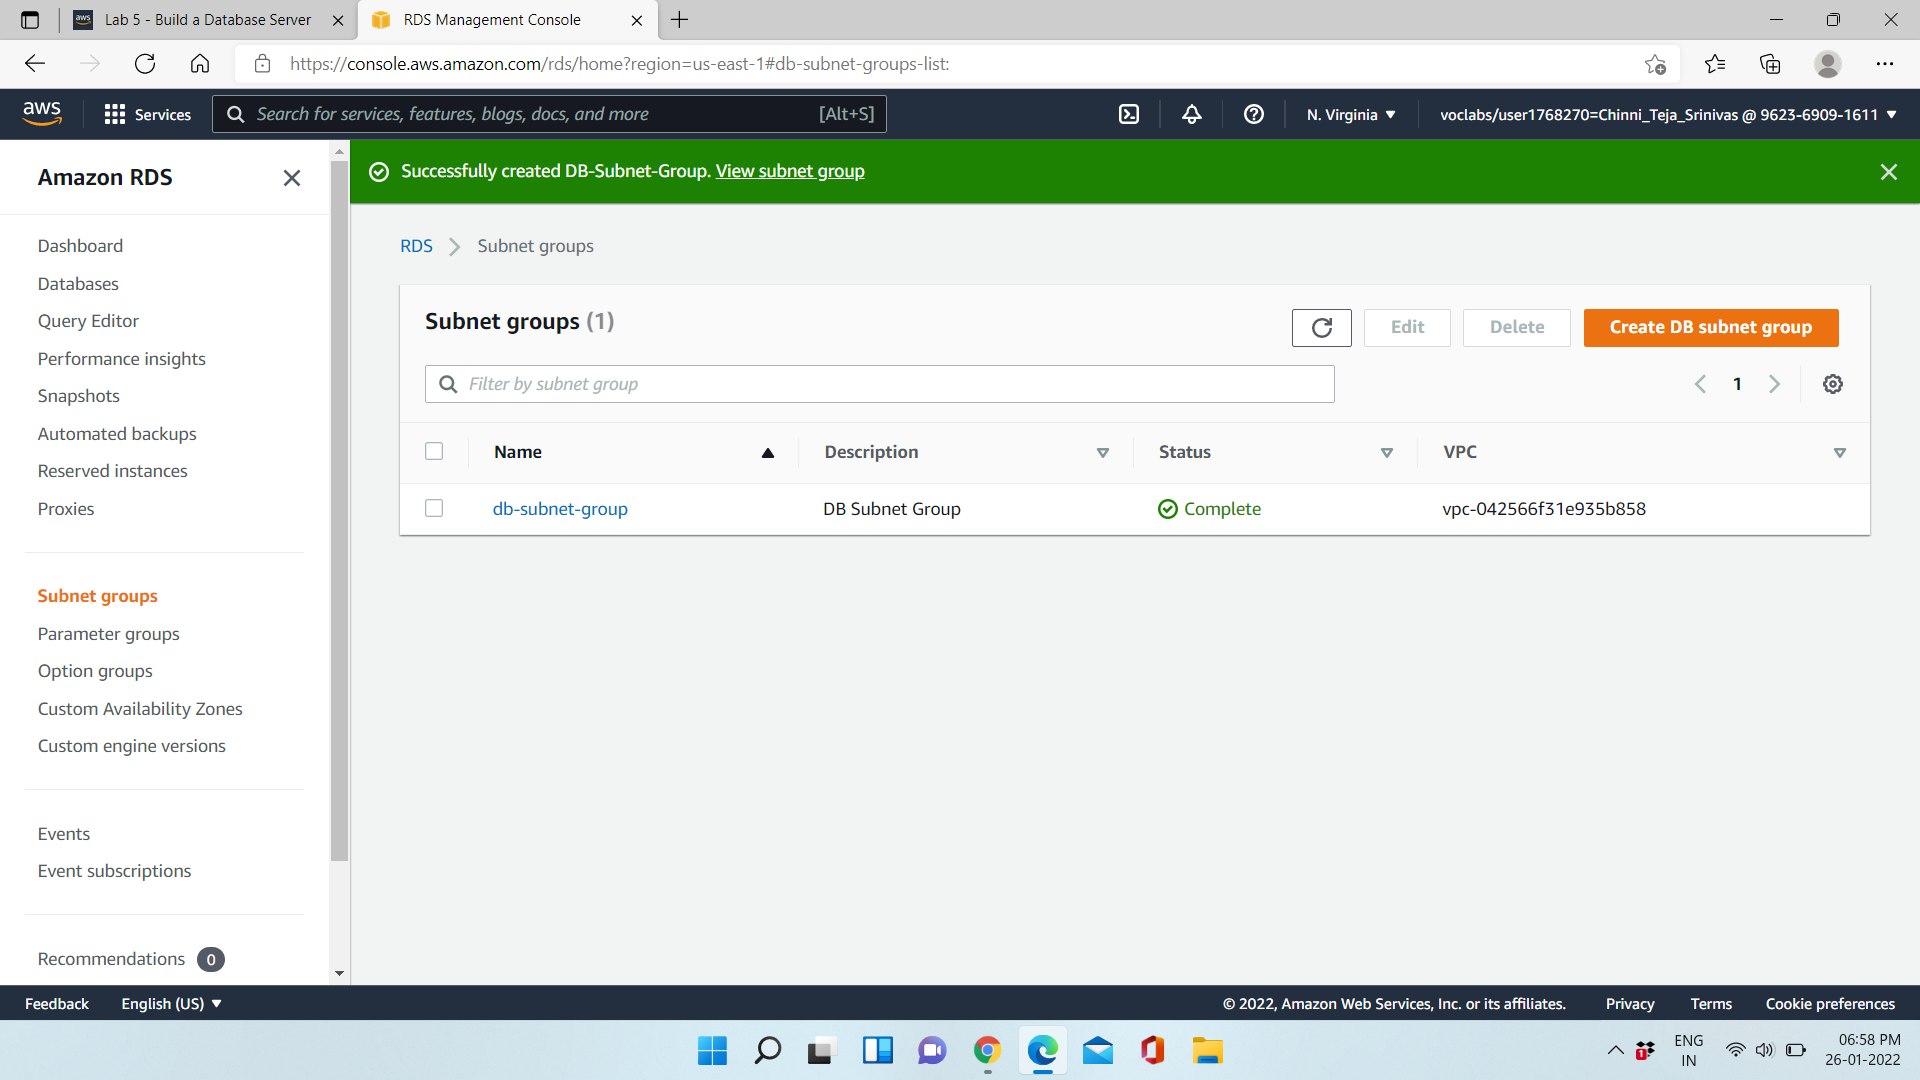 Lab 5 - Build a Database Server
RDS Management Console
https://console.aws.amazon.com/rds/home?region=us-east-1#db-subnet-groups-list:
aws
Services
Search for services, features, blogs, docs, and more
[Alt+S]
N. Virginia
voclabs/user1768270=Chinni_Teja_Srinivas @ 9623-6909-1611
Amazon RDS
Dashboard
Databases
Query Editor
Performance insights
Snapshots
Automated backups
Reserved instances
Proxies
Subnet groups
Parameter groups
Option groups
Custom Availability Zones
Custom engine versions
Events
Event subscriptions
Recommendations 0
Successfully created DB-Subnet-Group. View subnet group
RDS
Subnet groups
Subnet groups (1)
Edit
Delete
Create DB subnet group
Filter by subnet group
1
Name
Description
Status
VPC
db-subnet-group
DB Subnet Group
Complete
vpc-042566f31e935b858
Feedback
English (US)
© 2022, Amazon Web Services, Inc. or its affiliates.
Privacy
Terms
Cookie preferences
1
ENG
IN
06:58 PM
26-01-2022